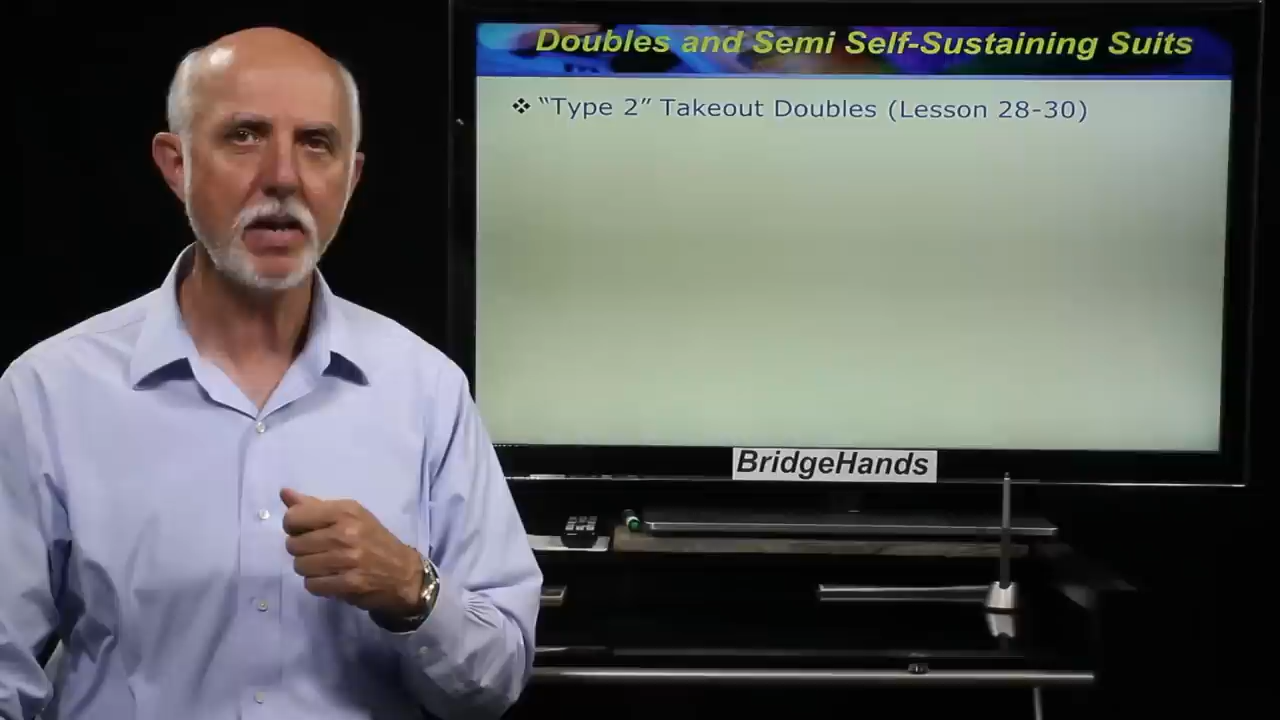 Doubles and Semi Self-Sustaining Suits
❖ “Type 2” Takeout Doubles (Lesson 28-30)
BridgeHands